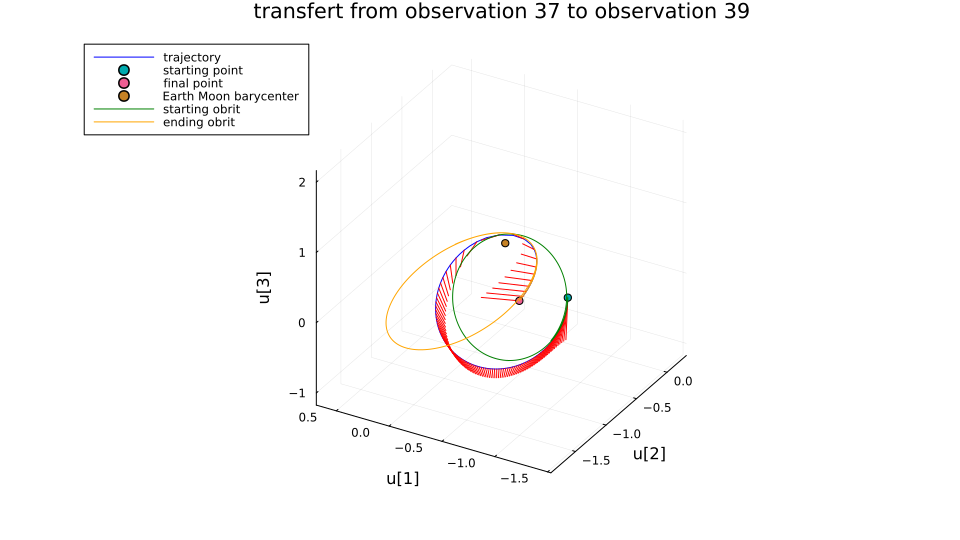 transfert from observation 37 to observation 39
trajectory
starting point
final point
Earth Moon barycenter
starting obrit
ending obrit
2
1
0
−1
u[3]
0.5
0.0
−0.5
−1.0
−1.5
u[1]
0.0
−0.5
−1.0
−1.5
u[2]